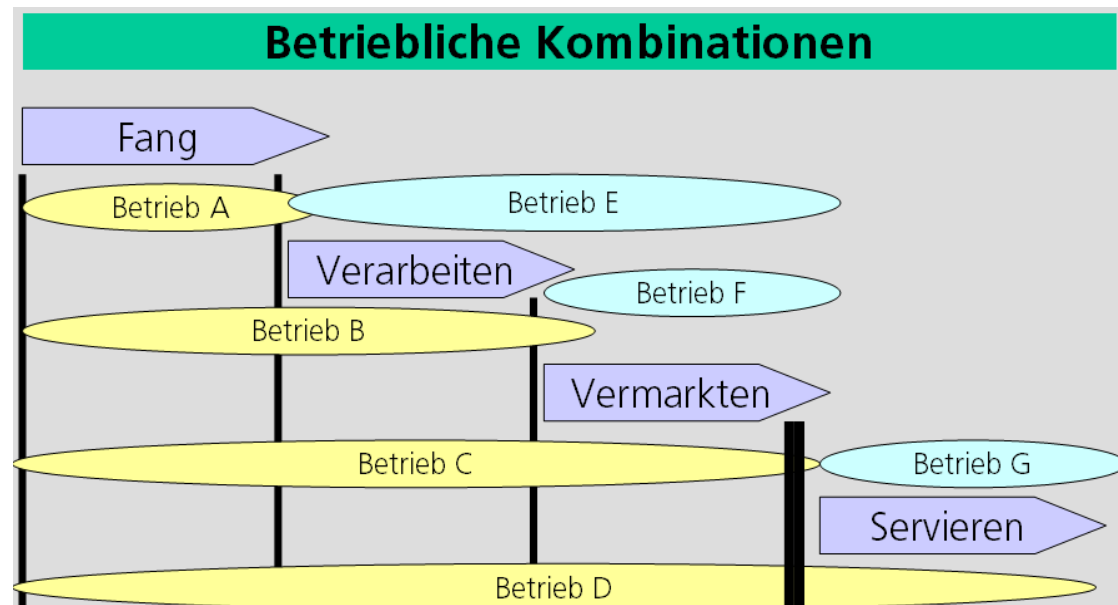 Betriebliche Kombinationen
Fang
Betrieb A
Betrieb E
Verarbeiten
Betrieb F
Betrieb B
Vermarkten
Betrieb C
Betrieb G
Servieren
Betrieb D